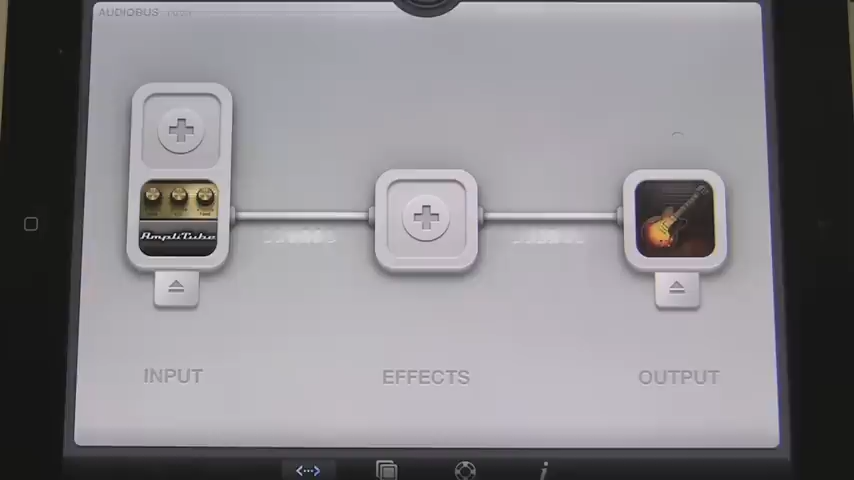 AUDIOBUS
AmpliTube
INPUT
EFFECTS
OUTPUT